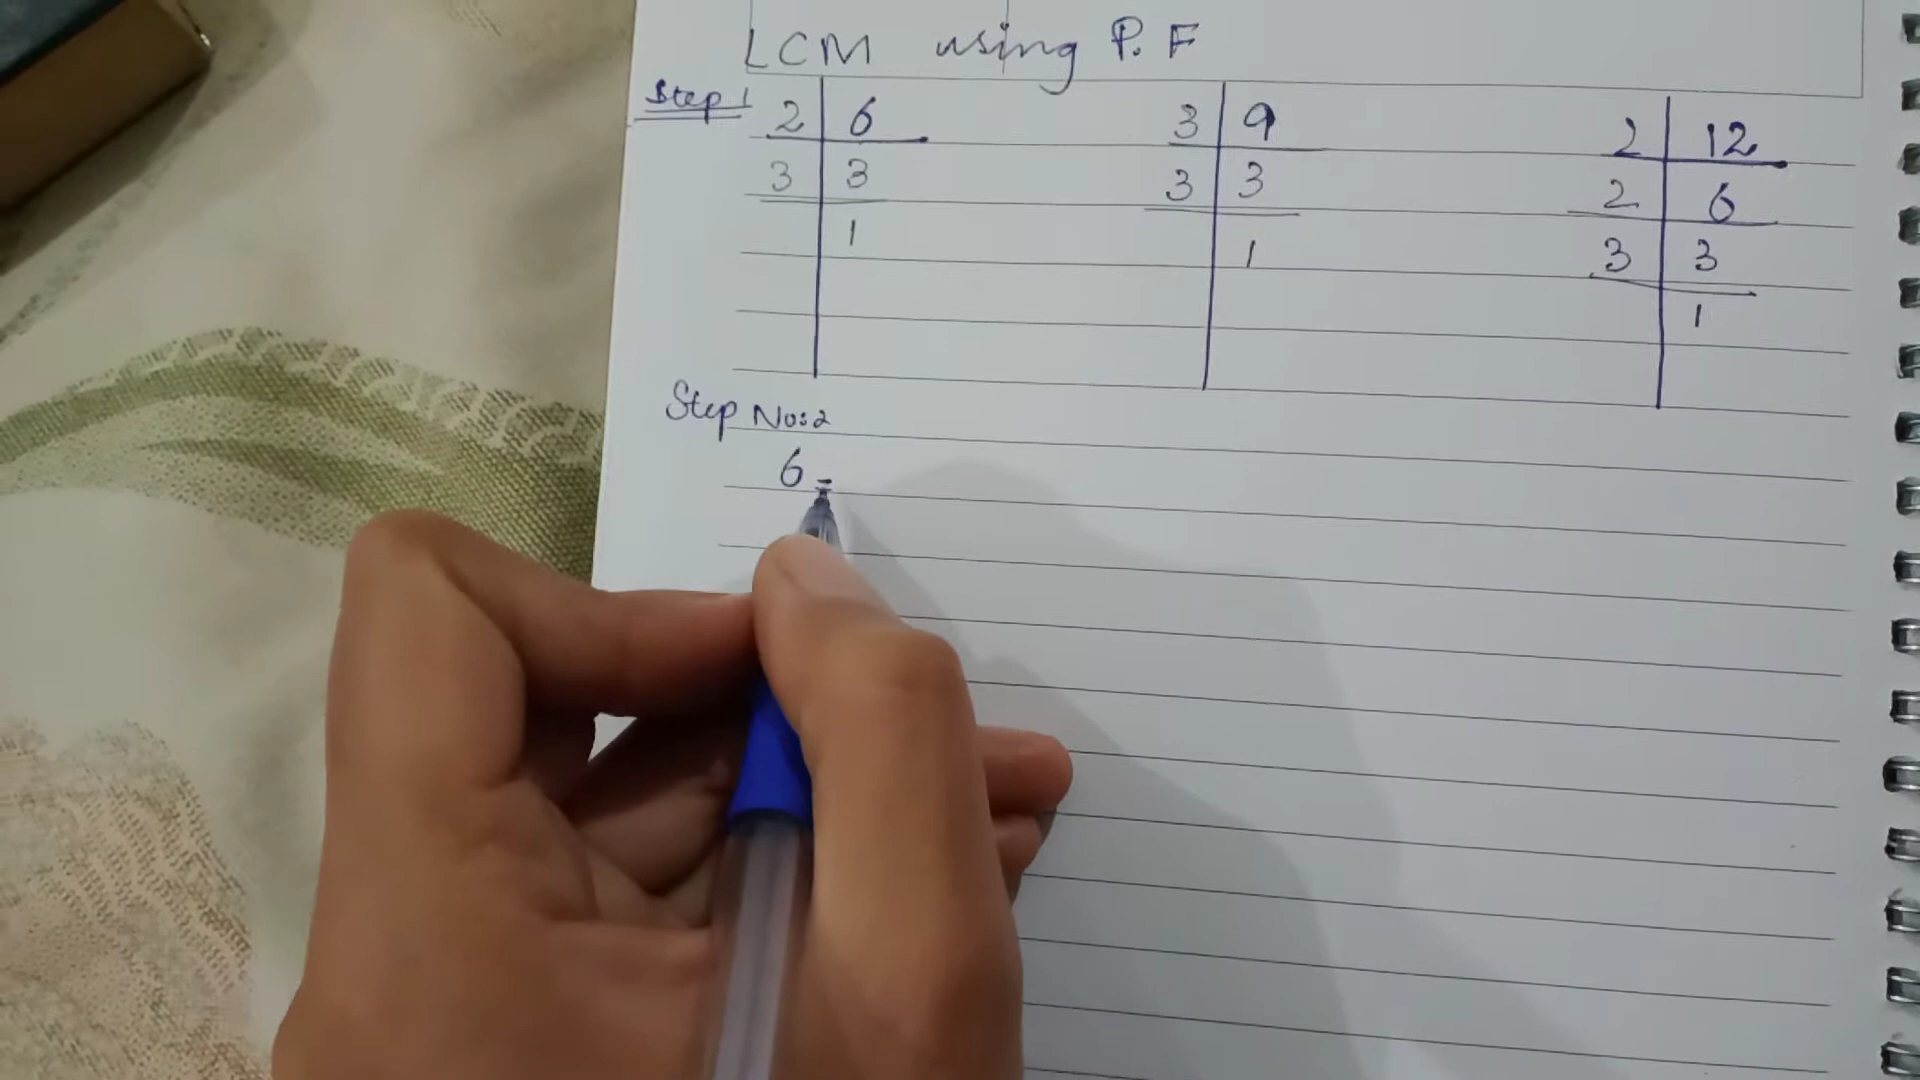 LCM using P. F
Step 1 2 6 3 9 2 12
3 3 3 3 2 6
1 1 3 3
1
Step No:2
6 =